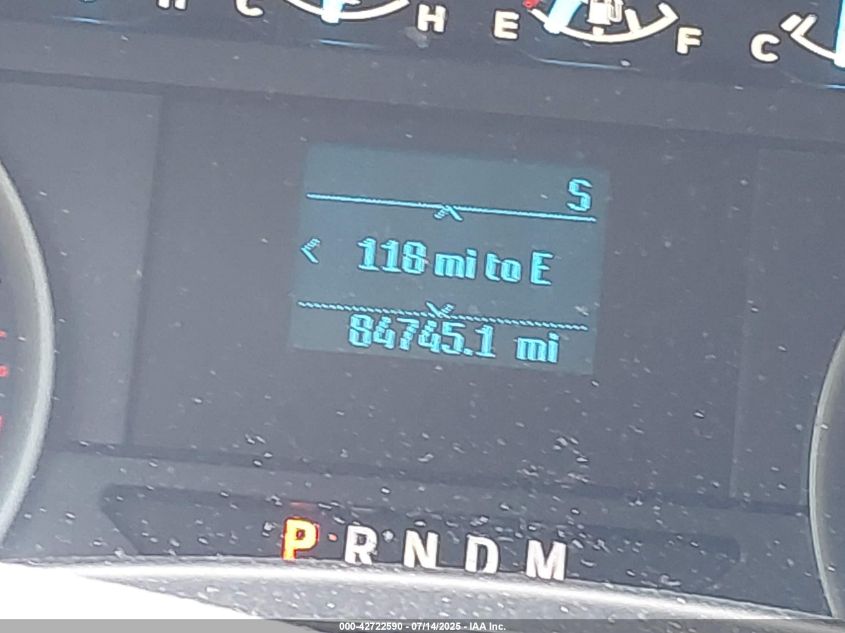 C H E F C
S
< 118 mi to E
84745.1 mi
P R N D M
000-42722590 - 07/14/2025 - IAA Inc.